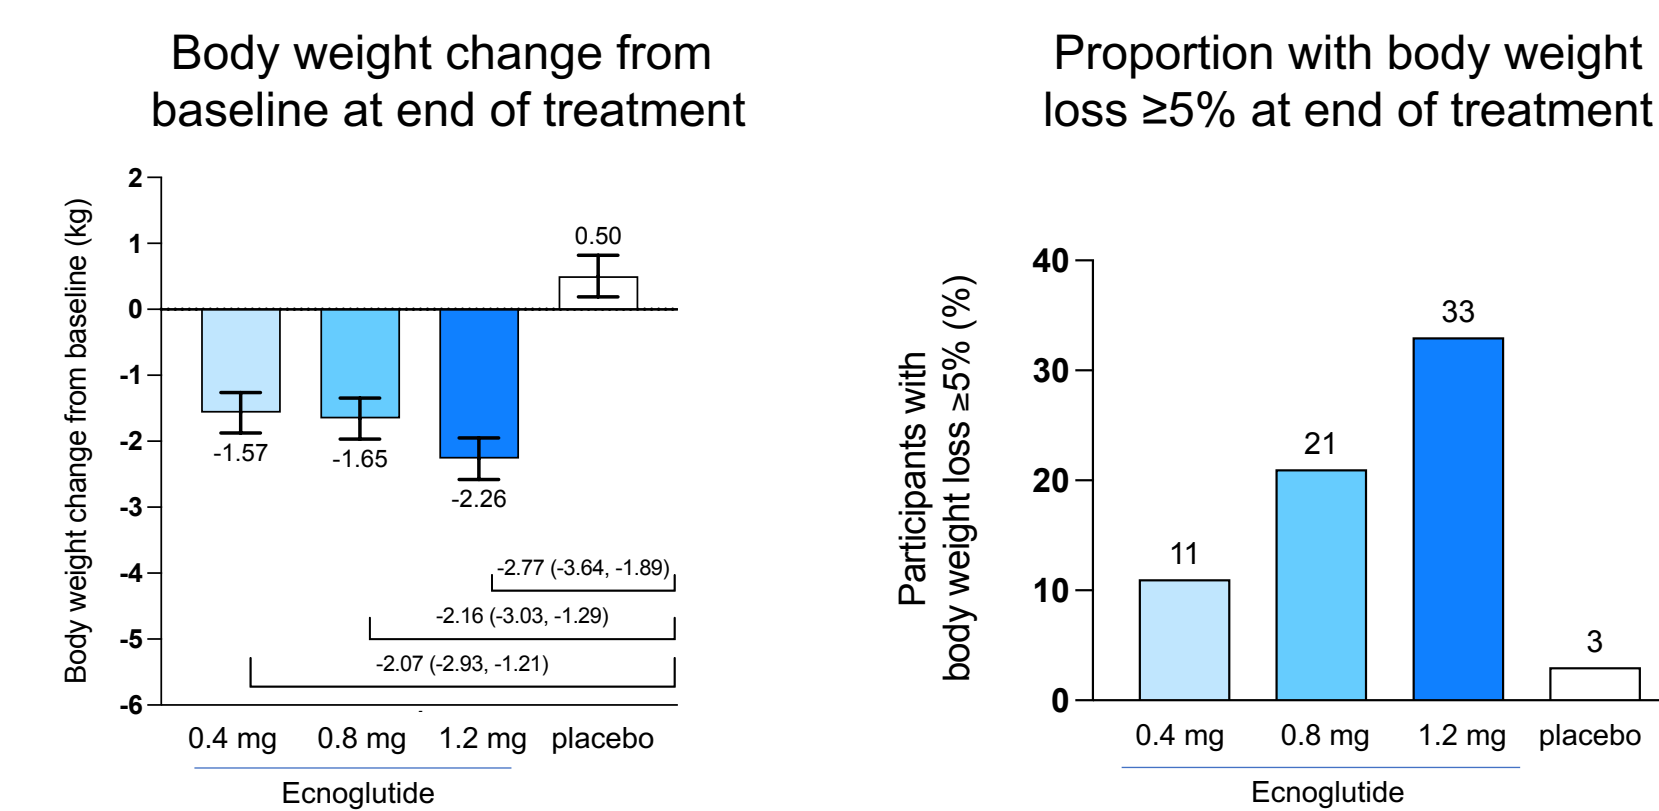 Body weight change from
baseline at end of treatment
Body weight change from baseline (kg)
2
1
0
-1
-2
-3
-4
-5
-6
0.50
-1.57
-1.65
-2.26
-2.77 (-3.64, -1.89)
-2.16 (-3.03, -1.29)
-2.07 (-2.93, -1.21)
0.4 mg 0.8 mg 1.2 mg placebo
Ecnoglutide
Proportion with body weight
loss ≥5% at end of treatment
Participants with
body weight loss ≥5% (%)
40
30
20
10
0
11
21
33
3
0.4 mg 0.8 mg 1.2 mg placebo
Ecnoglutide